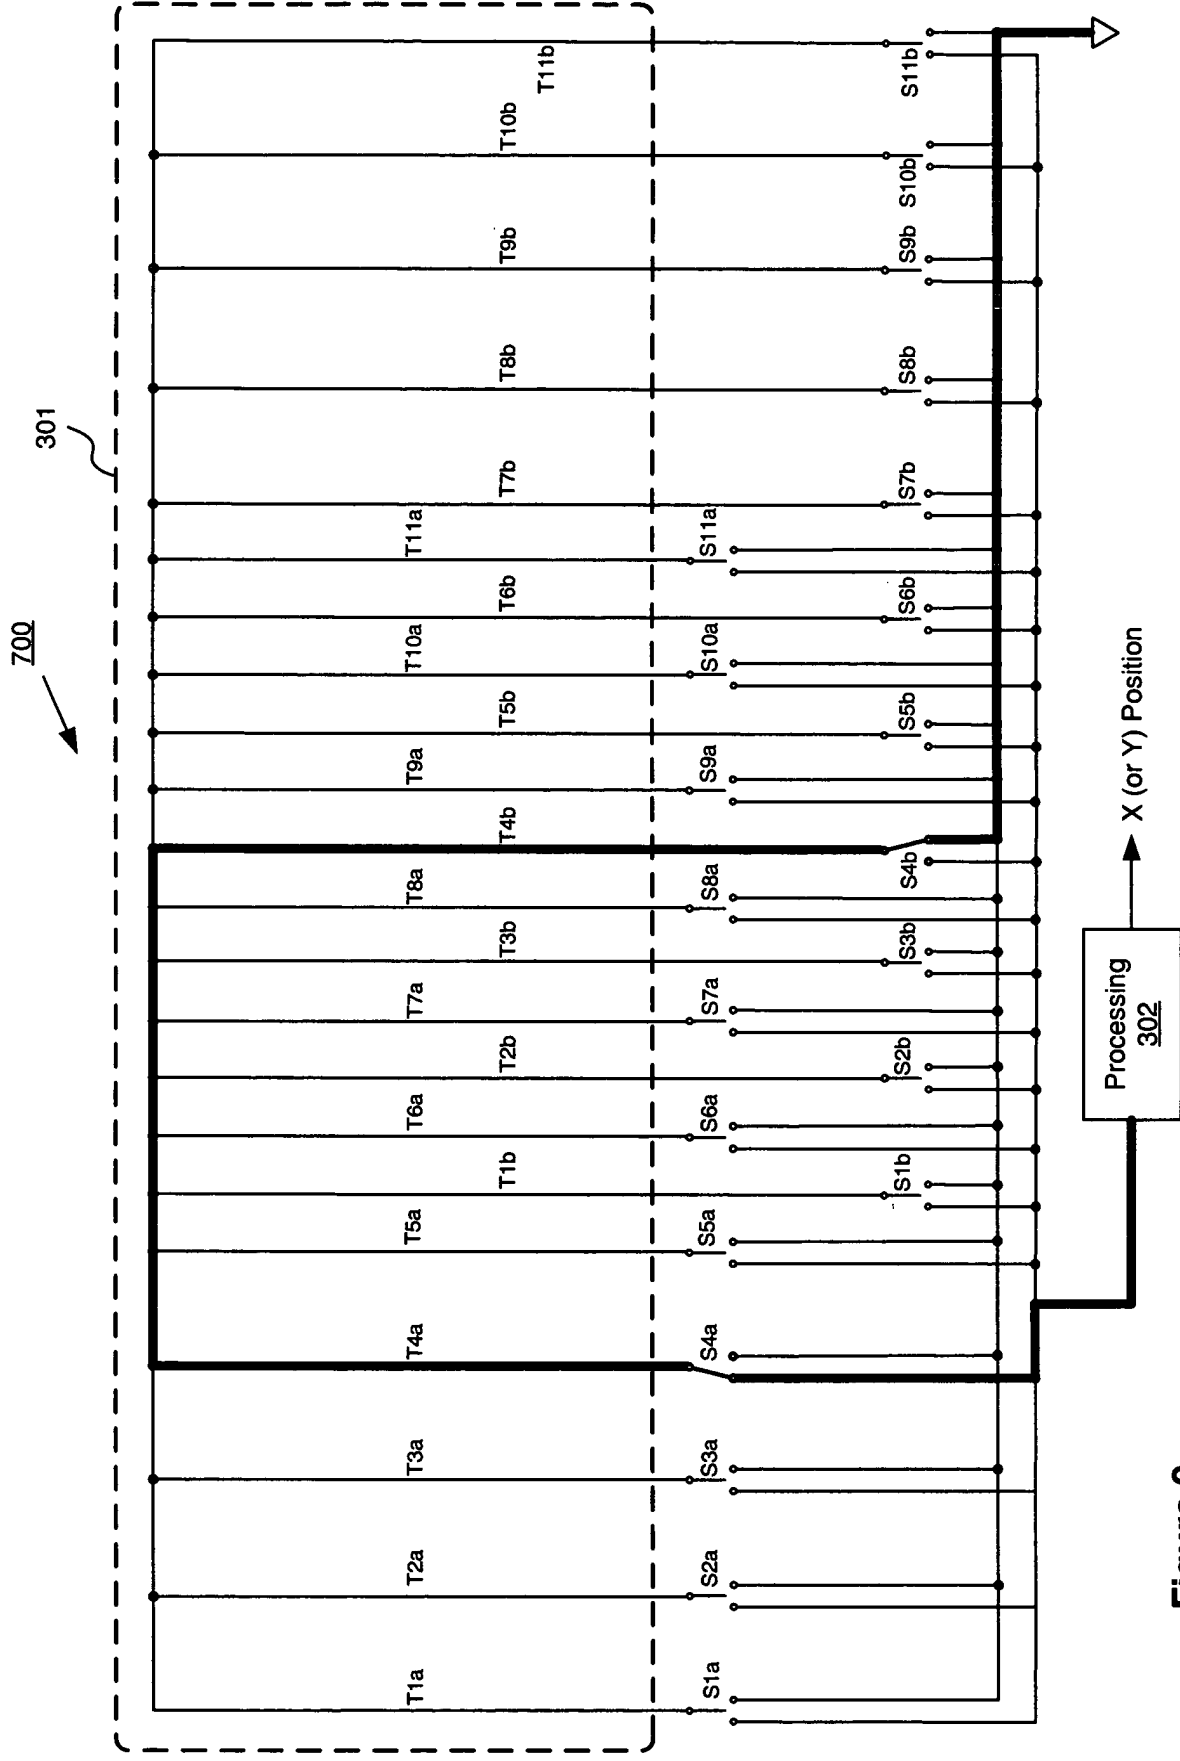 700
301
T1a
T2a
T3a
T4a
T5a
T6a
T7a
T8a
T9a
T10a
T11a
T1b
T2b
T3b
T4b
T5b
T6b
T7b
T8b
T9b
T10b
T11b
S1a
S2a
S3a
S4a
S5a
S6a
S7a
S8a
S9a
S10a
S11a
S1b
S2b
S3b
S4b
S5b
S6b
S7b
S8b
S9b
S10b
S11b
Processing
302
X (or Y) Position
Figure